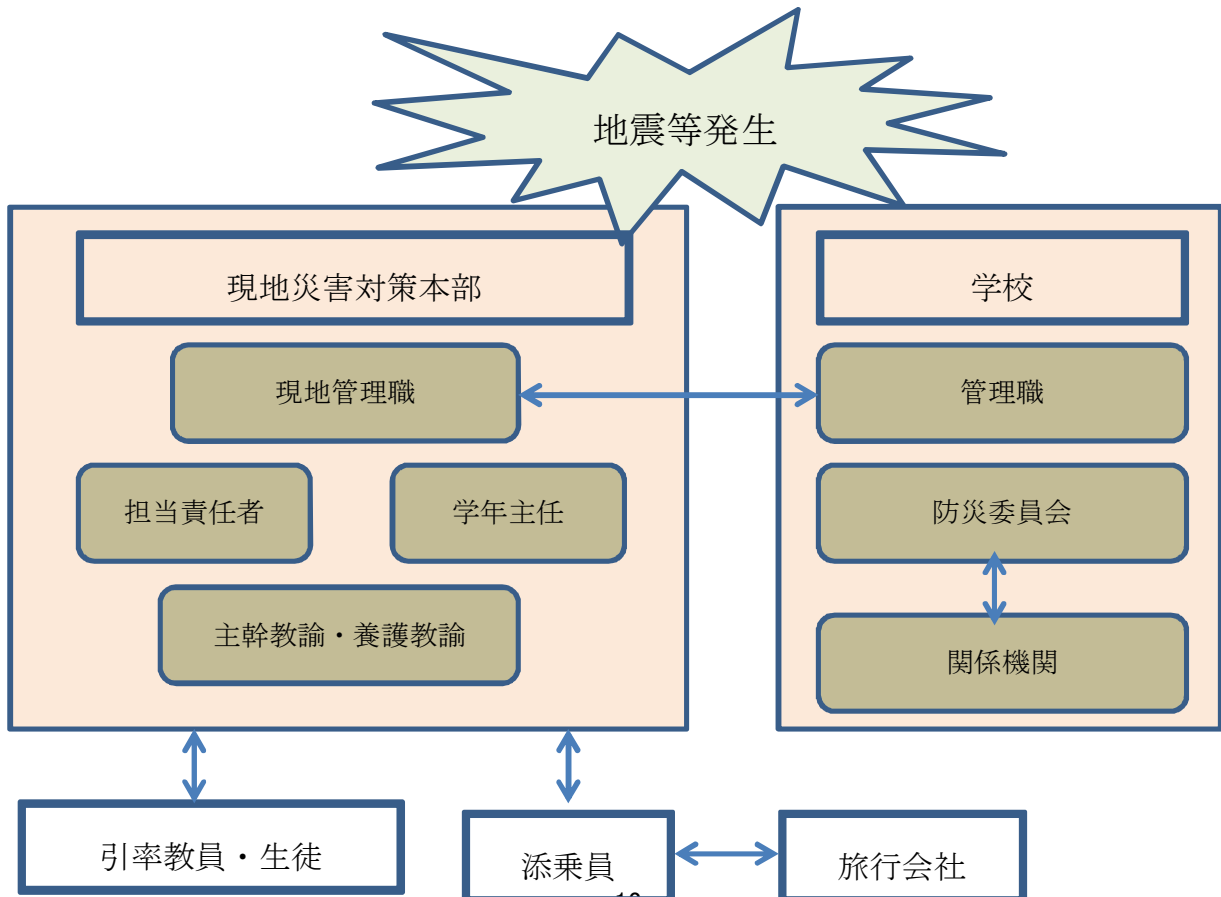 地震等発生
現地災害対策本部
現地管理職
担当責任者
学年主任
主幹教諭・養護教諭
学校
管理職
防災委員会
関係機関
引率教員・生徒
添乗員
旅行会社